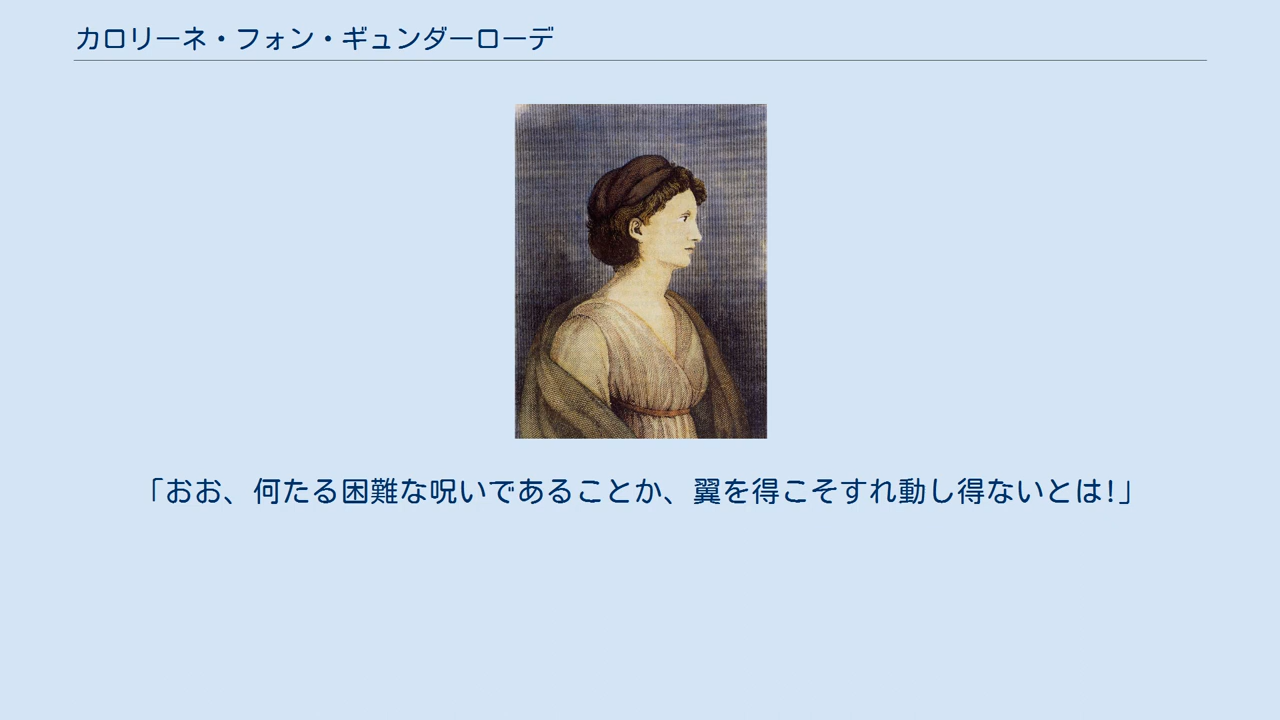 カロリーネ・フォン・ギュンダーローデ
「おお、何たる困難な呪いであることか、翼を得こそすれ動し得ないとは!」